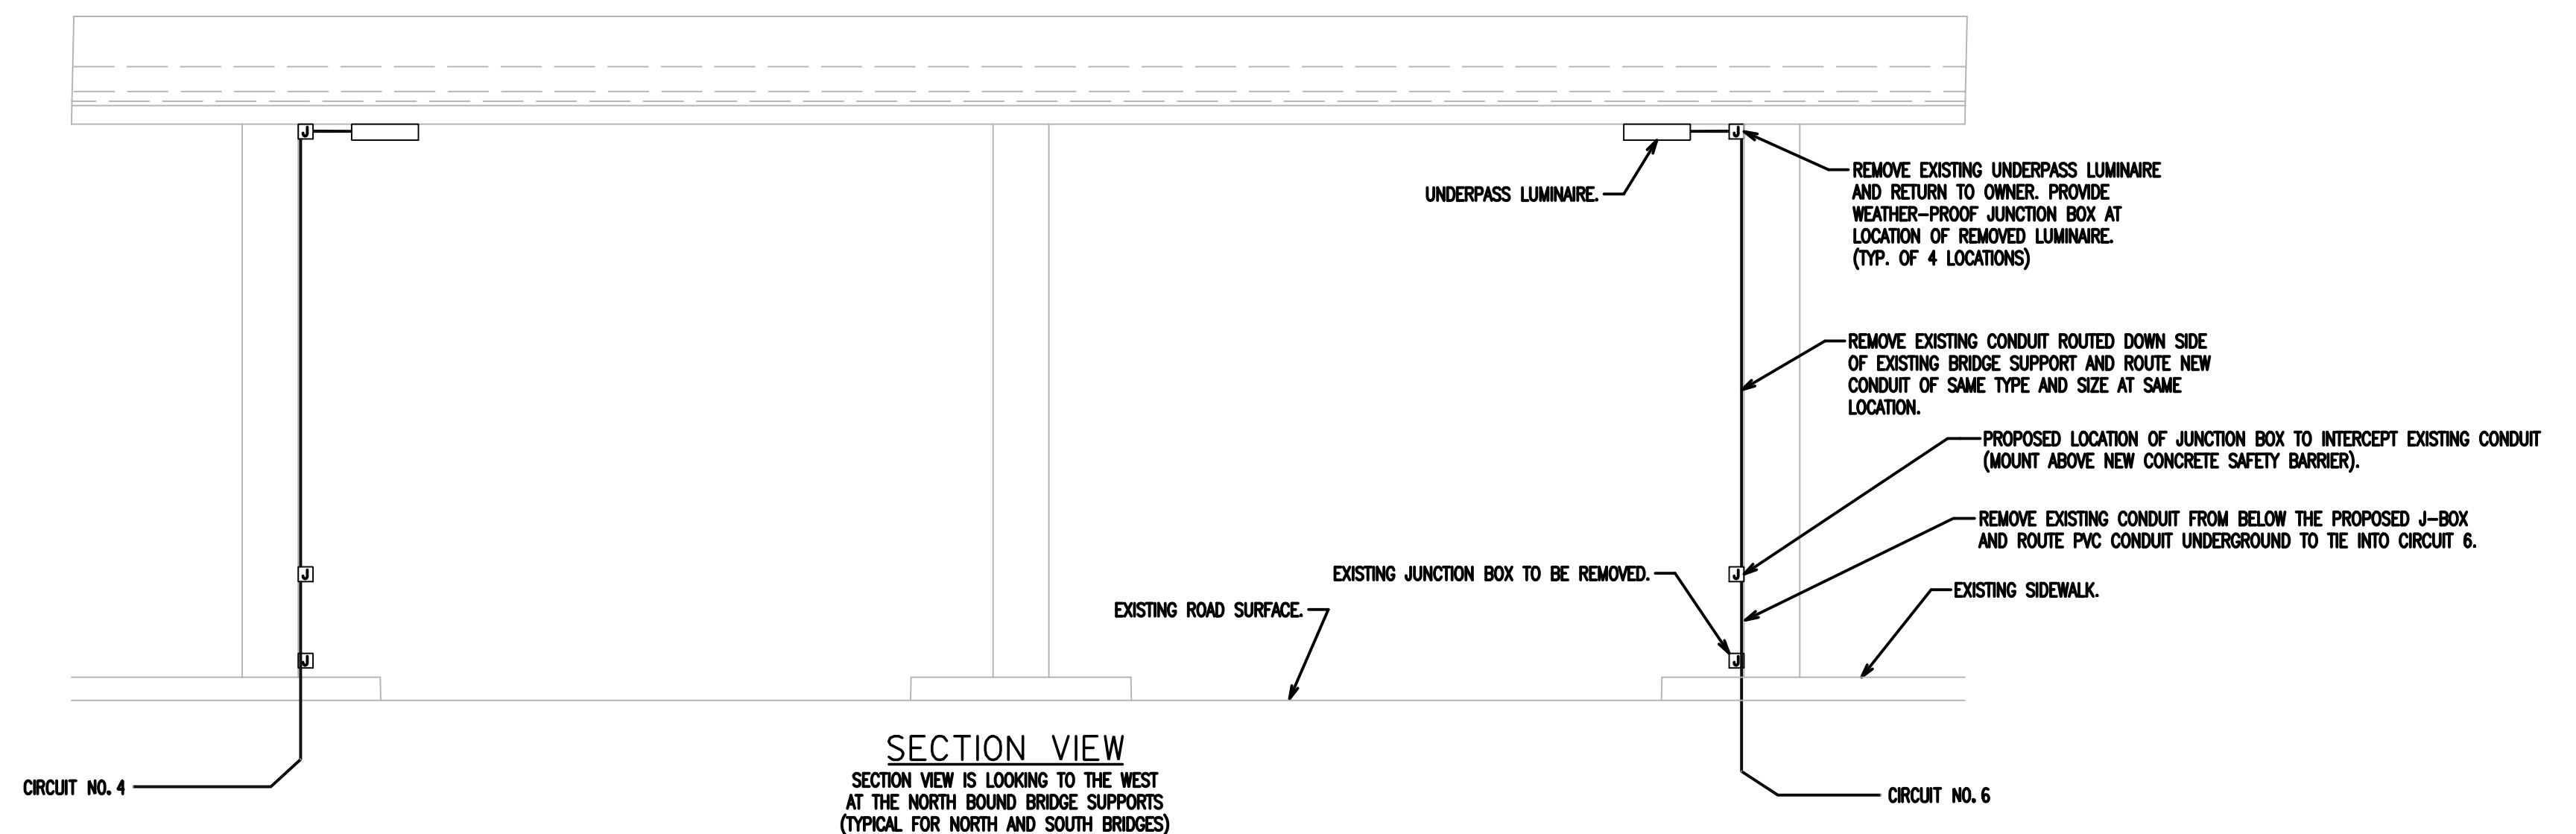 J
J
UNDERPASS LUMINAIRE.
REMOVE EXISTING UNDERPASS LUMINAIRE
AND RETURN TO OWNER. PROVIDE
WEATHER-PROOF JUNCTION BOX AT
LOCATION OF REMOVED LUMINAIRE.
(TYP. OF 4 LOCATIONS)
REMOVE EXISTING CONDUIT ROUTED DOWN SIDE
OF EXISTING BRIDGE SUPPORT AND ROUTE NEW
CONDUIT OF SAME TYPE AND SIZE AT SAME
LOCATION.
PROPOSED LOCATION OF JUNCTION BOX TO INTERCEPT EXISTING CONDUIT
(MOUNT ABOVE NEW CONCRETE SAFETY BARRIER).
REMOVE EXISTING CONDUIT FROM BELOW THE PROPOSED J-BOX
AND ROUTE PVC CONDUIT UNDERGROUND TO TIE INTO CIRCUIT 6.
J
EXISTING JUNCTION BOX TO BE REMOVED.
J
EXISTING SIDEWALK.
EXISTING ROAD SURFACE.
J
J
SECTION VIEW
SECTION VIEW IS LOOKING TO THE WEST
AT THE NORTH BOUND BRIDGE SUPPORTS
(TYPICAL FOR NORTH AND SOUTH BRIDGES)
CIRCUIT NO. 4
CIRCUIT NO. 6